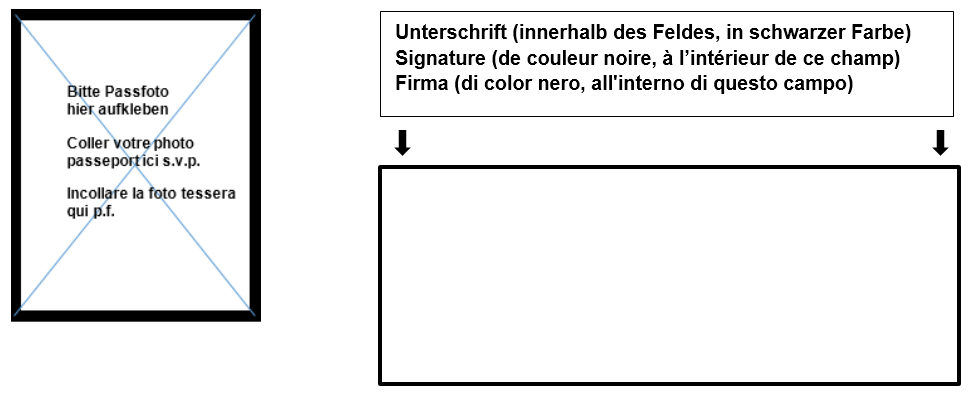 Bitte Passfoto
hier aufkleben
Coller votre photo
passeport ici s.v.p.
Incollare la foto tessera
qui p.f.
Unterschrift (innerhalb des Feldes, in schwarzer Farbe)
Signature (de couleur noire, à l’intérieur de ce champ)
Firma (di color nero, all'interno di questo campo)